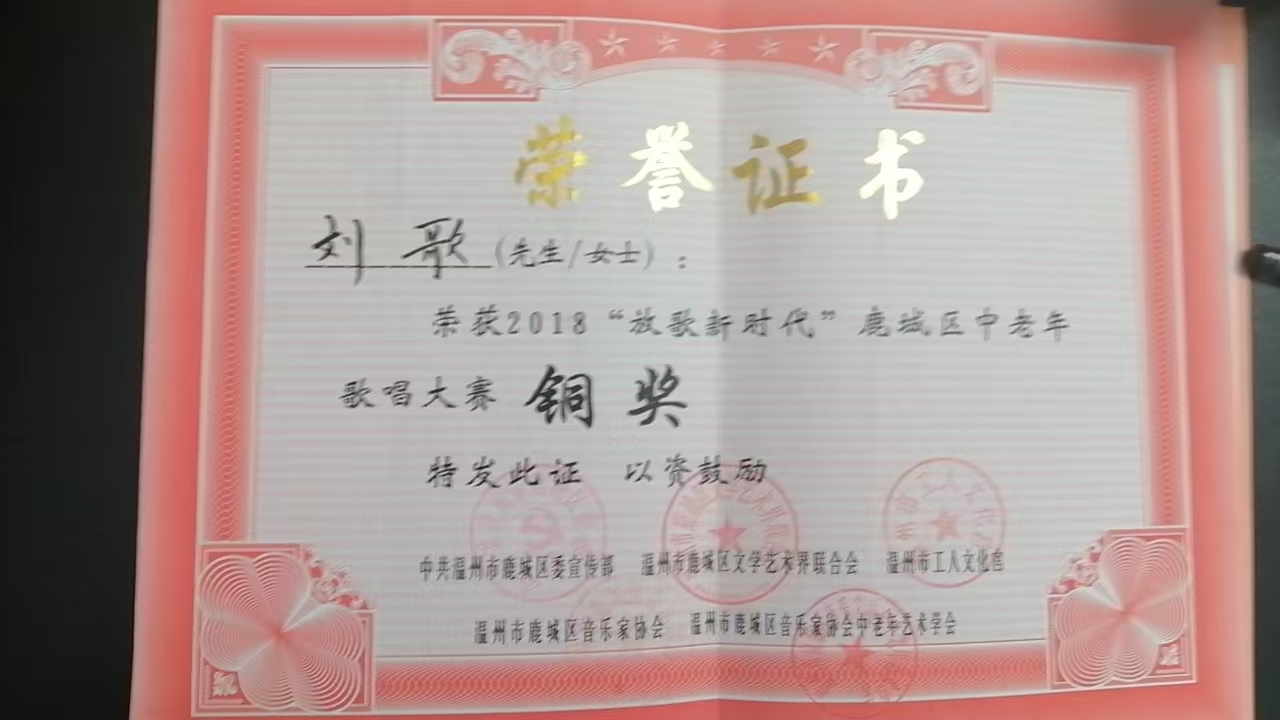 荣誉证书
刘歌(先生/女士)：
荣获2018“放歌新时代”鹿城区中老年
歌唱大赛 铜奖
特发此证 以资鼓励
中共温州市鹿城区委宣传部 温州市鹿城区文学艺术界联合会 温州市工人文化宫
温州市鹿城区音乐家协会 温州市鹿城区音乐家协会中老年艺术学会